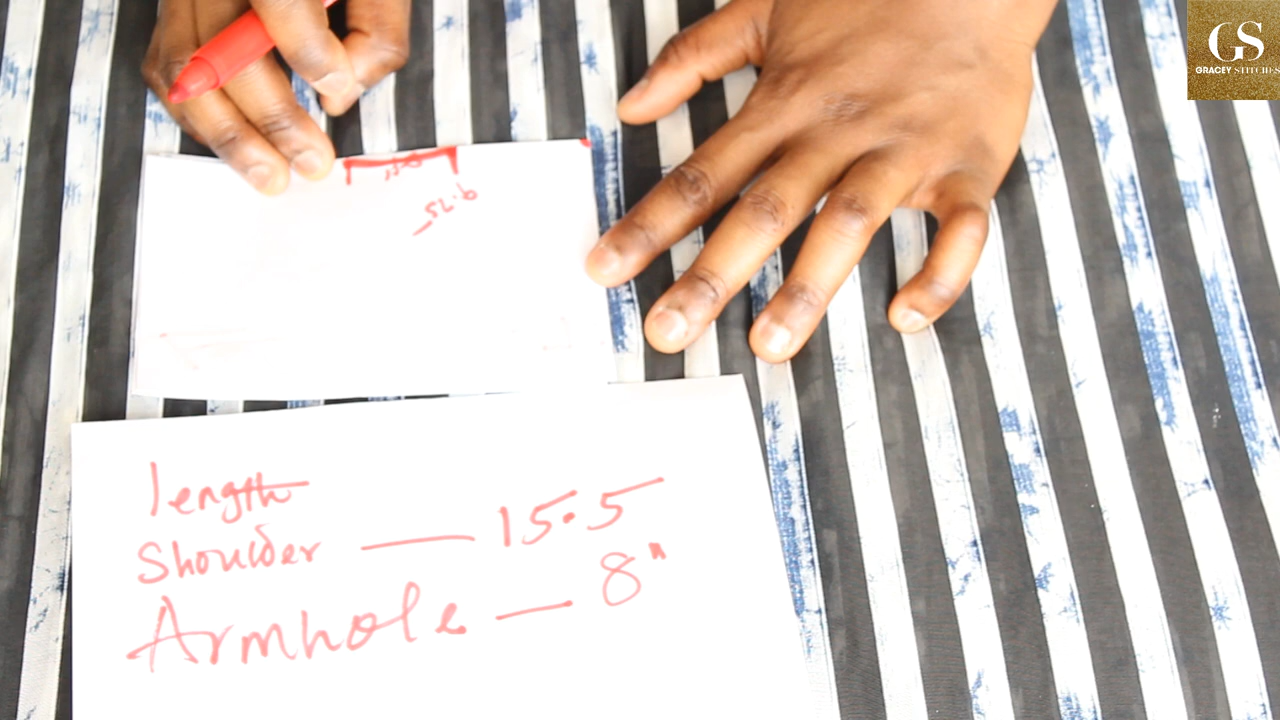 GS
GRACEY STITCHES
length
Shoulder — 15.5
Armhole — 8"